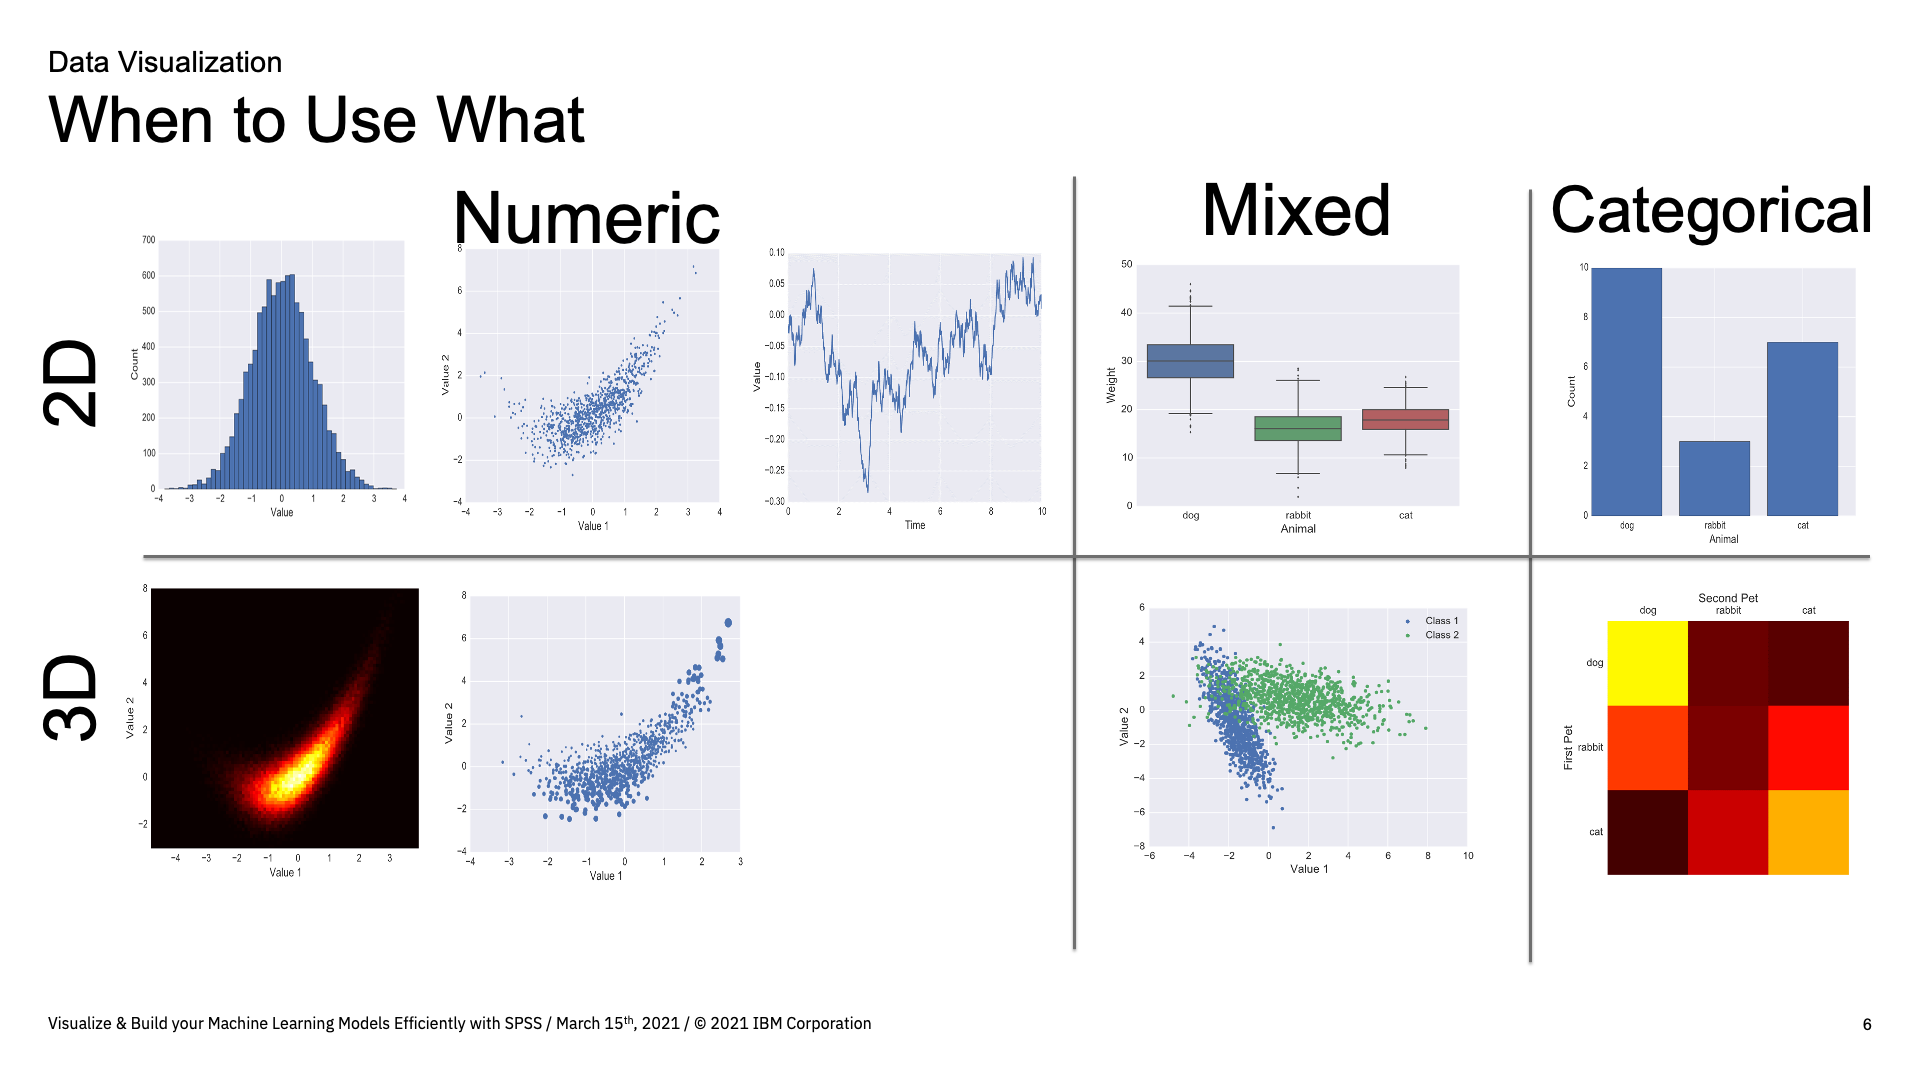 Data Visualization
When to Use What
Numeric
Mixed
Categorical
2D
700
600
500
400
300
200
100
0
Count
−4 −3 −2 −1 0 1 2 3 4
Value
8
6
4
2
0
−2
−4
Value 2
−4 −3 −2 −1 0 1 2 3 4
Value 1
0.10
0.05
0.00
−0.05
−0.10
−0.15
−0.20
−0.25
−0.30
Value
0 2 4 6 8 10
Time
50
40
30
20
10
0
Weight
dog rabbit cat
Animal
10
8
6
4
2
0
Count
dog rabbit cat
Animal
3D
8
6
4
2
0
−2
Value 2
−4 −3 −2 −1 0 1 2 3
Value 1
8
6
4
2
0
−2
−4
Value 2
−4 −3 −2 −1 0 1 2 3
Value 1
6
4
2
0
−2
−4
−6
−8
Value 2
Class 1
Class 2
−6 −4 −2 0 2 4 6 8 10
Value 1
Second Pet
dog rabbit cat
First Pet
dog
rabbit
cat
Visualize & Build your Machine Learning Models Efficiently with SPSS / March 15th, 2021 / © 2021 IBM Corporation
6